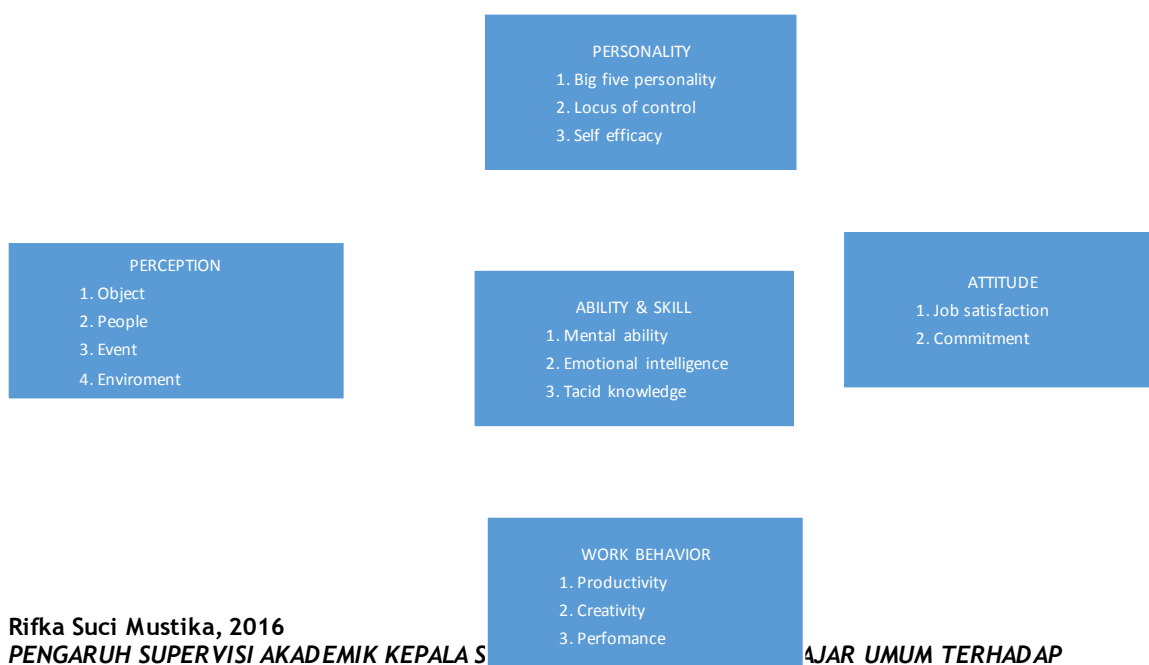 PERSONALITY
1. Big five personality
2. Locus of control
3. Self efficacy
PERCEPTION
1. Object
2. People
3. Event
4. Enviroment
ABILITY & SKILL
1. Mental ability
2. Emotional intelligence
3. Tacid knowledge
ATTITUDE
1. Job satisfaction
2. Commitment
WORK BEHAVIOR
1. Productivity
2. Creativity
3. Perfomance
Rifka Suci Mustika, 2016
PENGARUH SUPERVISI AKADEMIK KEPALA UMUM TERHADAP